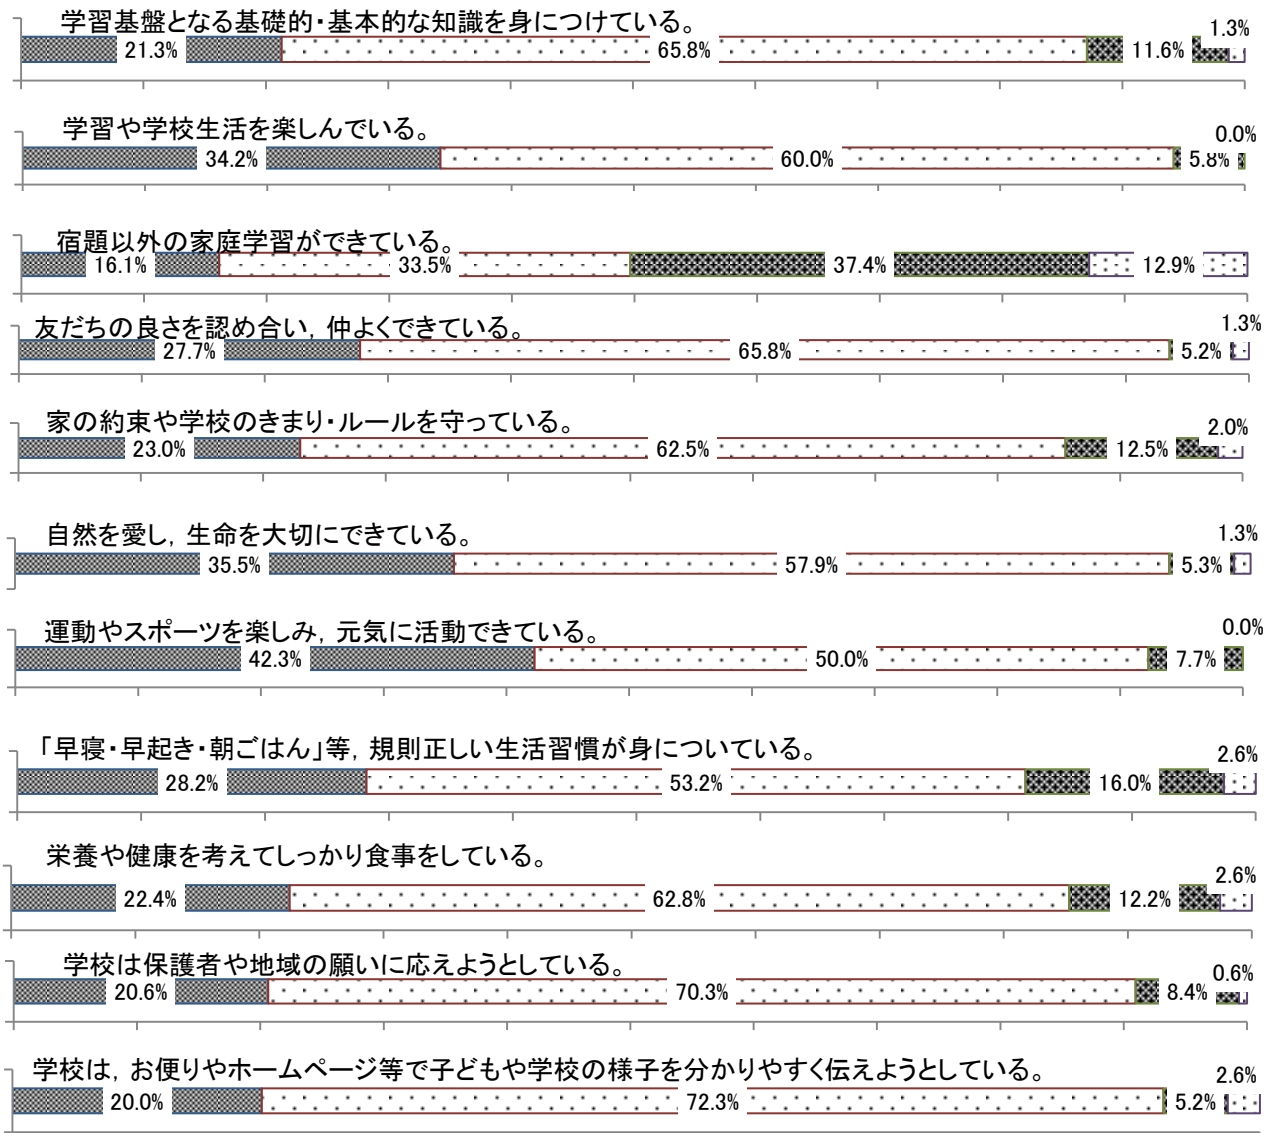 学習基盤となる基礎的・基本的な知識を身につけている。
21.3% 65.8% 11.6% 1.3%
学習や学校生活を楽しんでいる。
34.2% 60.0% 5.8% 0.0%
宿題以外の家庭学習ができている。
16.1% 33.5% 37.4% 12.9%
友だちの良さを認め合い，仲よくできている。
27.7% 65.8% 5.2% 1.3%
家の約束や学校のきまり・ルールを守っている。
23.0% 62.5% 12.5% 2.0%
自然を愛し，生命を大切にできている。
35.5% 57.9% 5.3% 1.3%
運動やスポーツを楽しみ，元気に活動できている。
42.3% 50.0% 7.7% 0.0%
「早寝・早起き・朝ごはん」等，規則正しい生活習慣が身についている。
28.2% 53.2% 16.0% 2.6%
栄養や健康を考えてしっかり食事をしている。
22.4% 62.8% 12.2% 2.6%
学校は保護者や地域の願いに応えようとしている。
20.6% 70.3% 8.4% 0.6%
学校は，お便りやホームページ等で子どもや学校の様子を分かりやすく伝えようとしている。
20.0% 72.3% 5.2% 2.6%